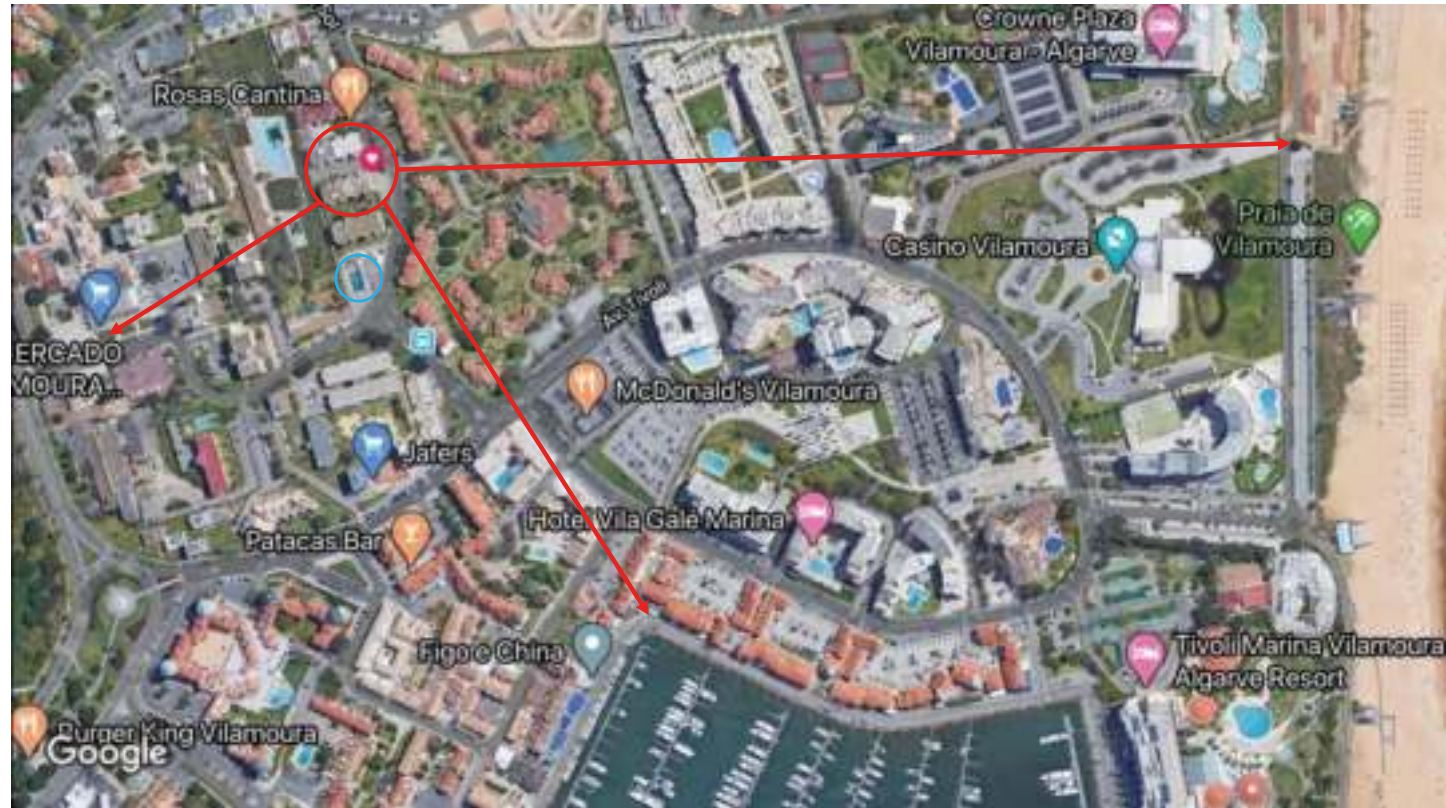 Crowne Plaza
Vilamoura - Algarve
Rosas Cantina
Praia de
Vilamoura
Casino Vilamoura
Av. Tivoli
ERCADO
MOURA...
McDonald's Vilamoura
Jafers
Hotel Vila Galé Marina
Patacas Bar
Figo e China
Tivoli Marina Vilamoura
Algarve Resort
Burger King Vilamoura
Google